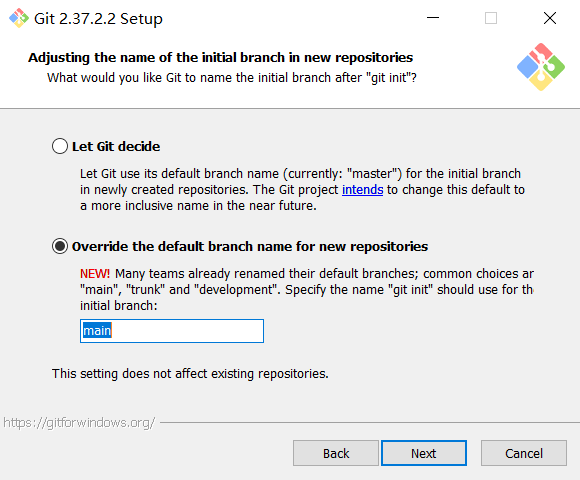 Git 2.37.2.2 Setup
Adjusting the name of the initial branch in new repositories
What would you like Git to name the initial branch after "git init"?
Let Git decide
Let Git use its default branch name (currently: "master") for the initial branch
in newly created repositories. The Git project intends to change this default to
a more inclusive name in the near future.
Override the default branch name for new repositories
NEW! Many teams already renamed their default branches; common choices ar
"main", "trunk" and "development". Specify the name "git init" should use for the
initial branch:
main
This setting does not affect existing repositories.
https://gitforwindows.org/
Back
Next
Cancel